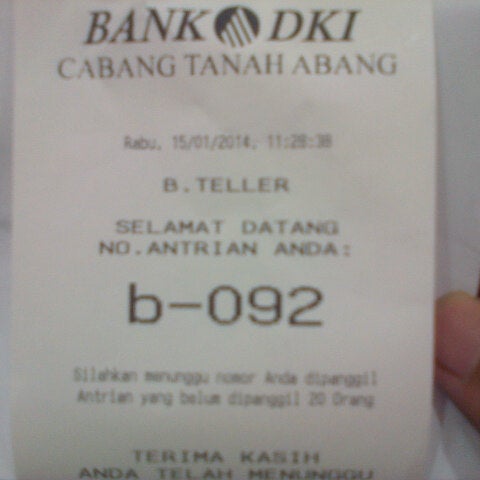 BANK DKI
CABANG TANAH ABANG
Rabu, 15/01/2014, 11:28:38
B.TELLER
SELAMAT DATANG
NO.ANTRIAN ANDA:
b-092
Silahkan menunggu nomor Anda dipanggil
Antrian yang belum dipanggil 20 Orang
TERIMA KASIH
ANDA TELAH MENUNGGU